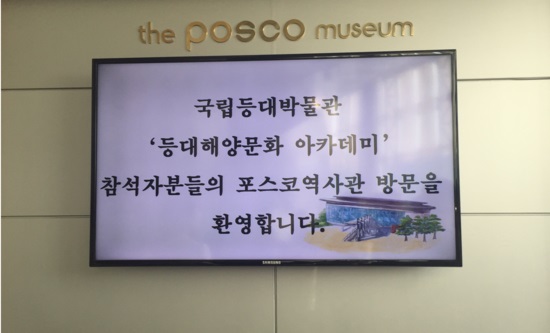 the posco museum
국립등대박물관
‘등대해양문화 아카데미’
참석자분들의 포스코역사관 방문을
환영합니다.
SAMSUNG